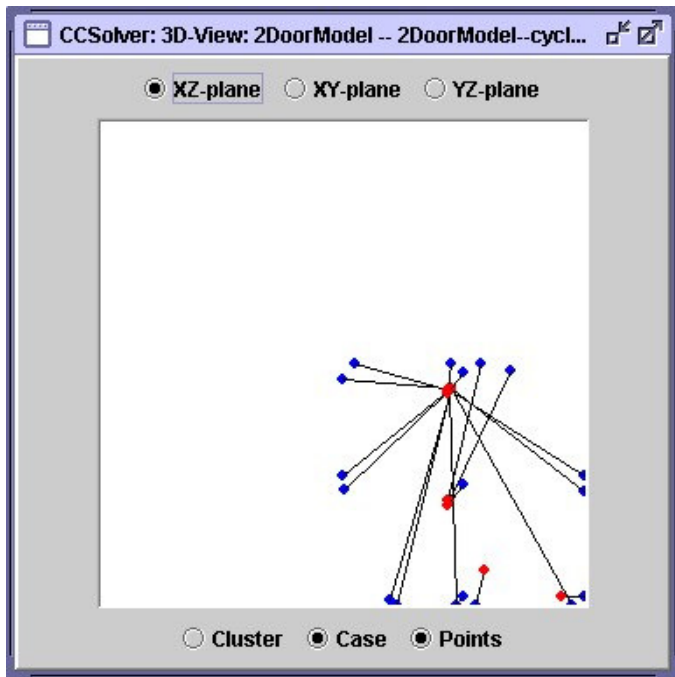 CCSolver: 3D-View: 2DoorModel -- 2DoorModel--cycl...
XZ-plane XY-plane YZ-plane
Cluster Case Points